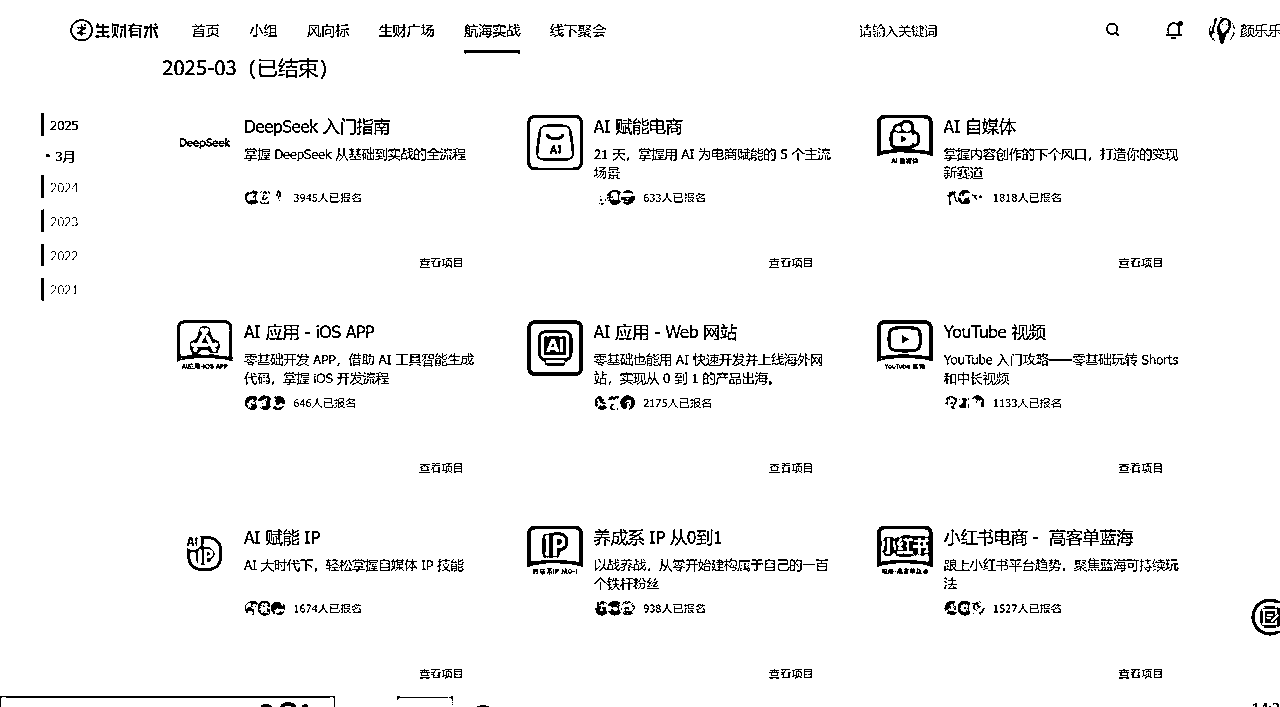 生财有术 首页 小组 风向标 生财广场 航海实战 线下聚会 请输入关键词 颜乐乐
2025-03（已结束）
2025
3月
2024
2023
2022
2021
DeepSeek
DeepSeek 入门指南
掌握 DeepSeek 从基础到实战的全流程
3945人已报名
查看项目
AI
AI 赋能电商
21 天，掌握用 AI 为电商赋能的 5 个主流
场景
633人已报名
查看项目
AI 自媒体
AI 自媒体
掌握内容创作的下个风口，打造你的变现
新赛道
1818人已报名
查看项目
AI应用-iOS APP
AI 应用 - iOS APP
零基础开发 APP，借助 AI 工具智能生成
代码，掌握 iOS 开发流程
646人已报名
查看项目
AI
AI 应用 - Web 网站
零基础也能用 AI 快速开发并上线海外网
站，实现从 0 到 1 的产品出海。
2175人已报名
查看项目
YouTube 视频
YouTube 视频
YouTube 入门攻略——零基础玩转 Shorts
和中长视频
1133人已报名
查看项目
AI
IP
AI 赋能 IP
AI 大时代下，轻松掌握自媒体 IP 技能
1674人已报名
查看项目
IP
养成系IP 从0-1
养成系 IP 从0到1
以战养战，从零开始建构属于自己的一百
个铁杆粉丝
938人已报名
查看项目
小红书
小红书电商 - 高客单蓝海
跟上小红书平台趋势，聚焦蓝海可持续玩
法
1527人已报名
查看项目